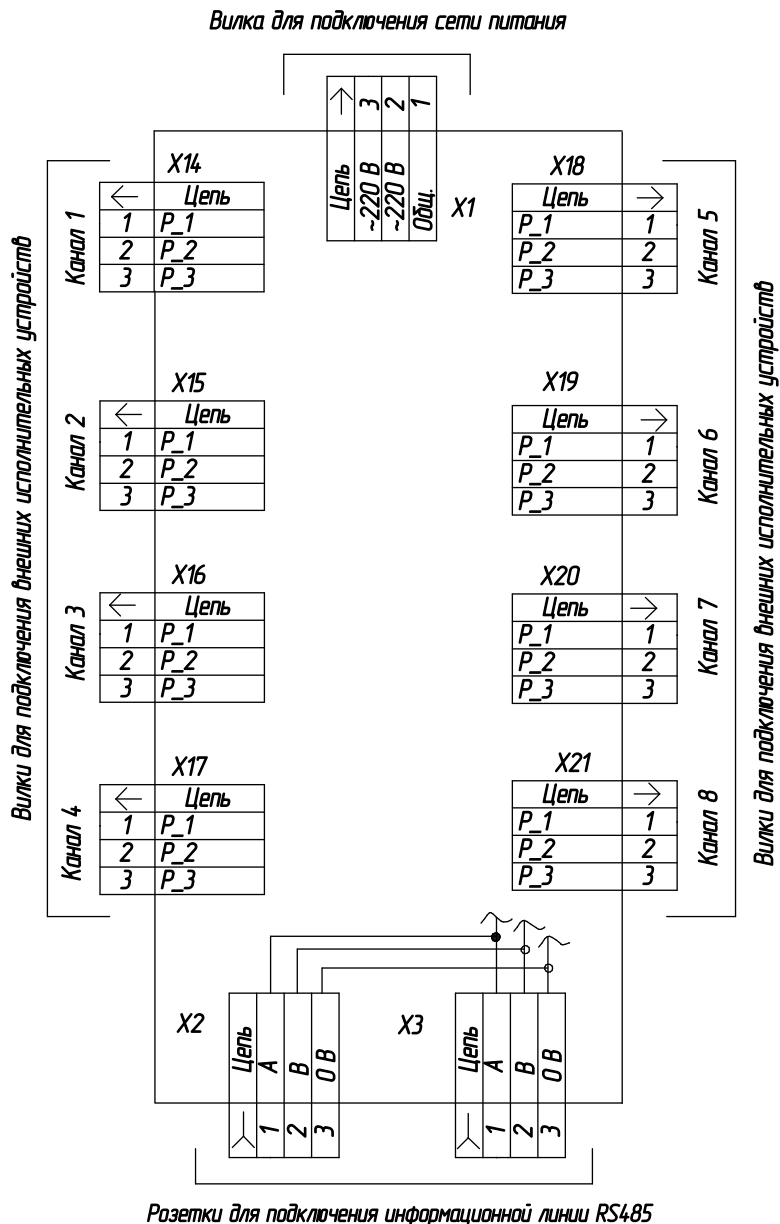 Вилка для подключения сети питания
3 2 1
Цепь ~220 В ~220 В Общ.
X1
Вилки для подключения внешних исполнительных устройств
Канал 1
X14
Цепь
1 P_1
2 P_2
3 P_3
Канал 2
X15
Цепь
1 P_1
2 P_2
3 P_3
Канал 3
X16
Цепь
1 P_1
2 P_2
3 P_3
Канал 4
X17
Цепь
1 P_1
2 P_2
3 P_3
X18
Цепь
P_1 1
P_2 2
P_3 3
Канал 5
X19
Цепь
P_1 1
P_2 2
P_3 3
Канал 6
X20
Цепь
P_1 1
P_2 2
P_3 3
Канал 7
X21
Цепь
P_1 1
P_2 2
P_3 3
Канал 8
Вилки для подключения внешних исполнительных устройств
X2
Цепь A B 0 В
1 2 3
X3
Цепь A B 0 В
1 2 3
Розетки для подключения информационной линии RS485